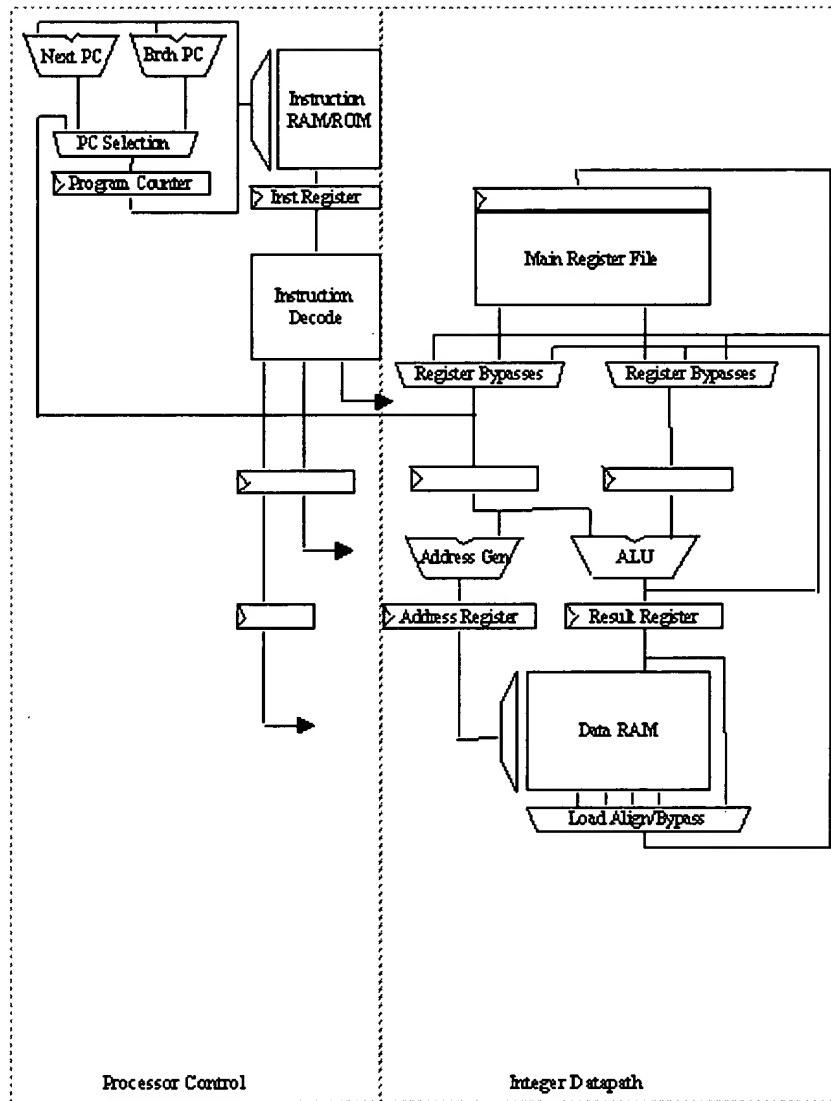 Next PC
Brch PC
Instruction
RAM/ROM
PC Selection
Program Counter
Inst Register
Main Register File
Instruction
Decode
Register Bypasses
Register Bypasses
Address Gen
ALU
Address Register
Result Register
Data RAM
Load Align/Bypass
Processor Control
Integer Datapath